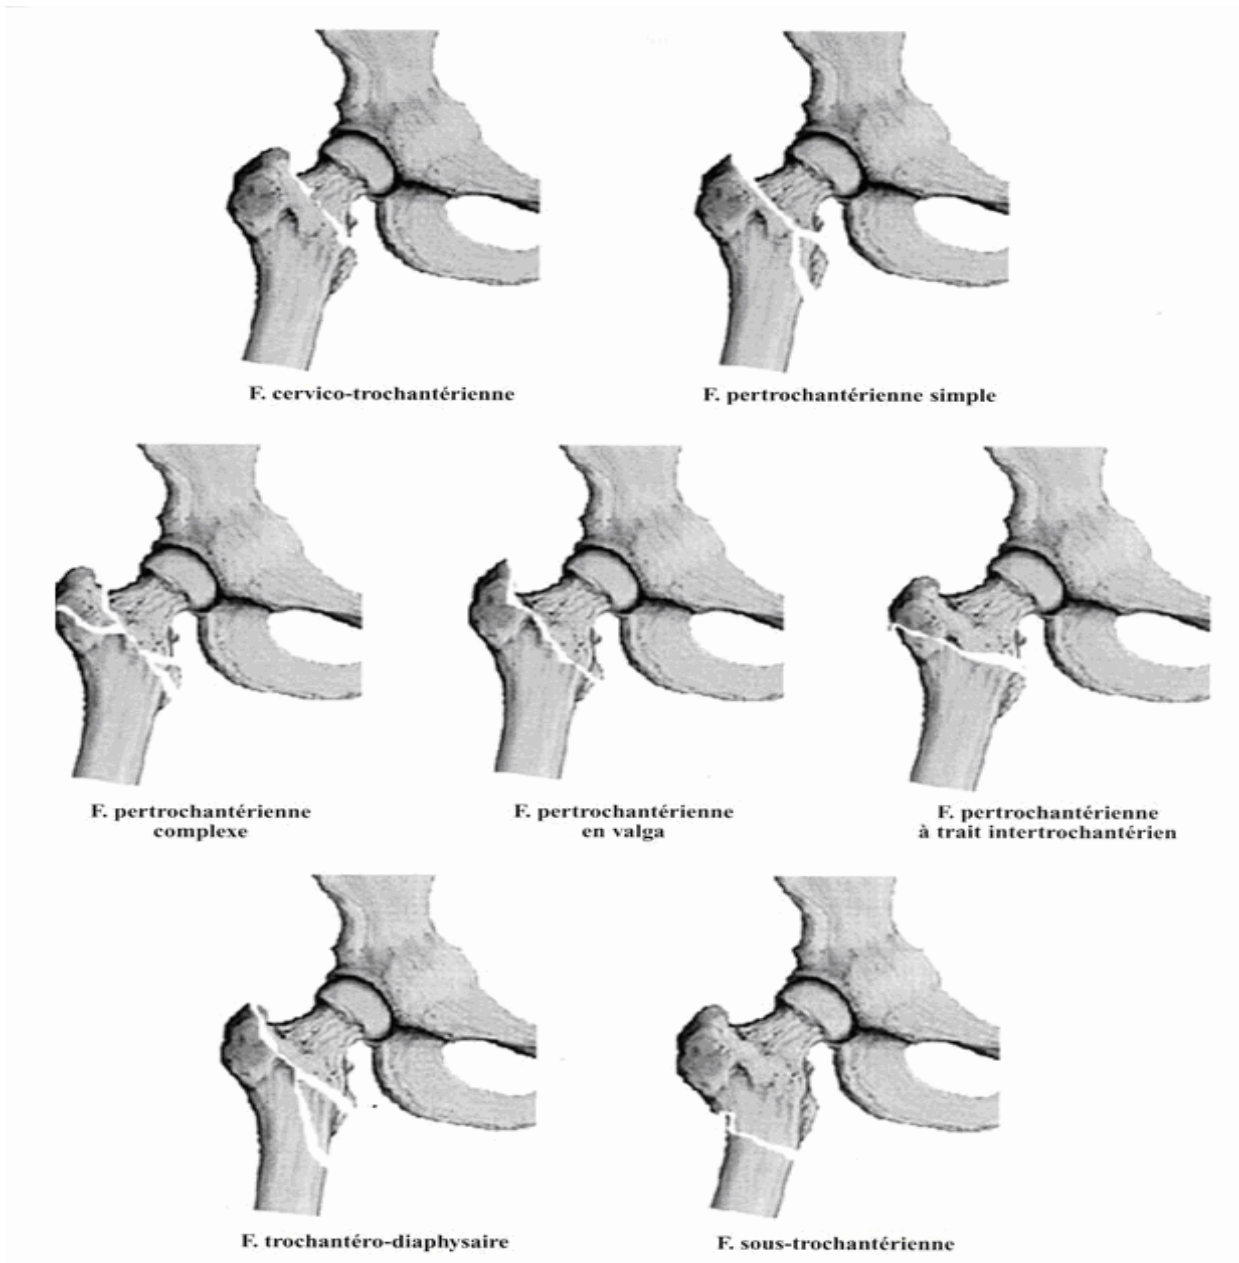 F. cervico-trochantérienne
F. pertrochantérienne simple
F. pertrochantérienne
complexe
F. pertrochantérienne
en valga
F. pertrochantérienne
à trait intertrochantérien
F. trochantéro-diaphysaire
F. sous-trochantérienne